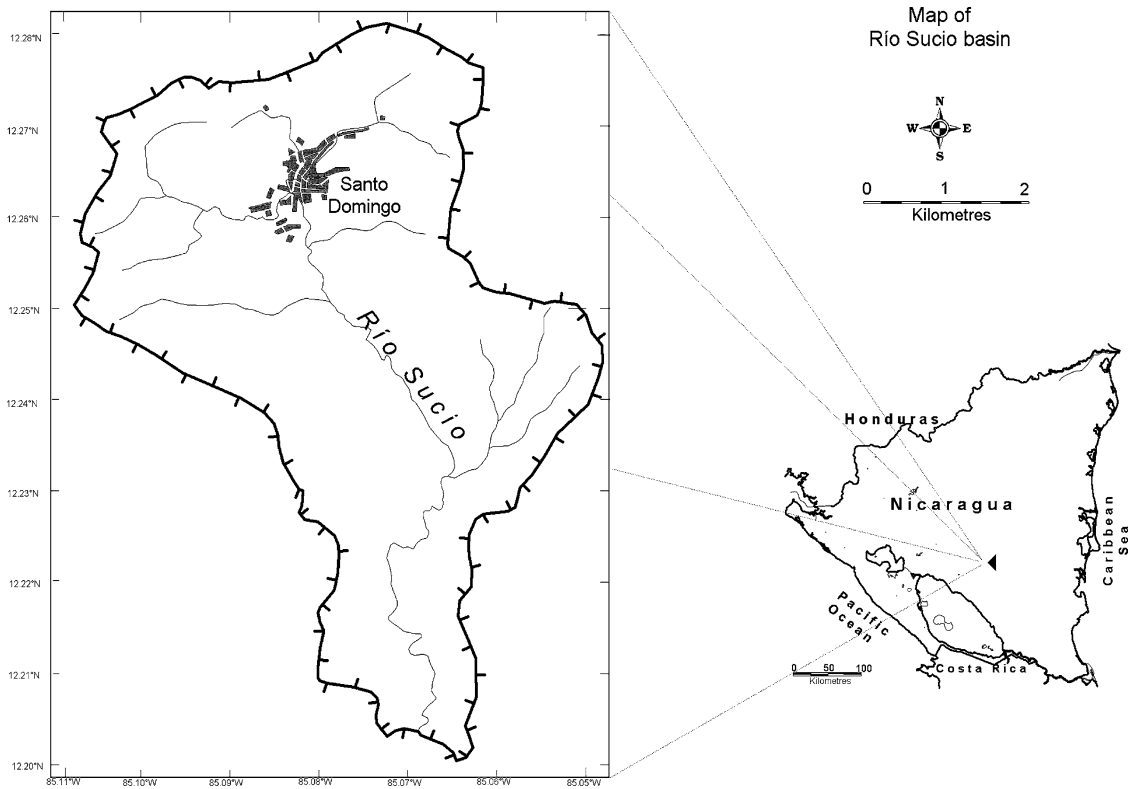 Map of
Río Sucio basin
N
W E
S
0 1 2
Kilometres
12.28°N
12.27°N
12.26°N
12.25°N
12.24°N
12.23°N
12.22°N
12.21°N
12.20°N
85.11°W 85.10°W 85.09°W 85.08°W 85.07°W 85.06°W 85.05°W
Santo
Domingo
Río Sucio
Honduras
Nicaragua
Caribbean
Sea
Pacific
Ocean
Costa Rica
0 50 100
Kilometres